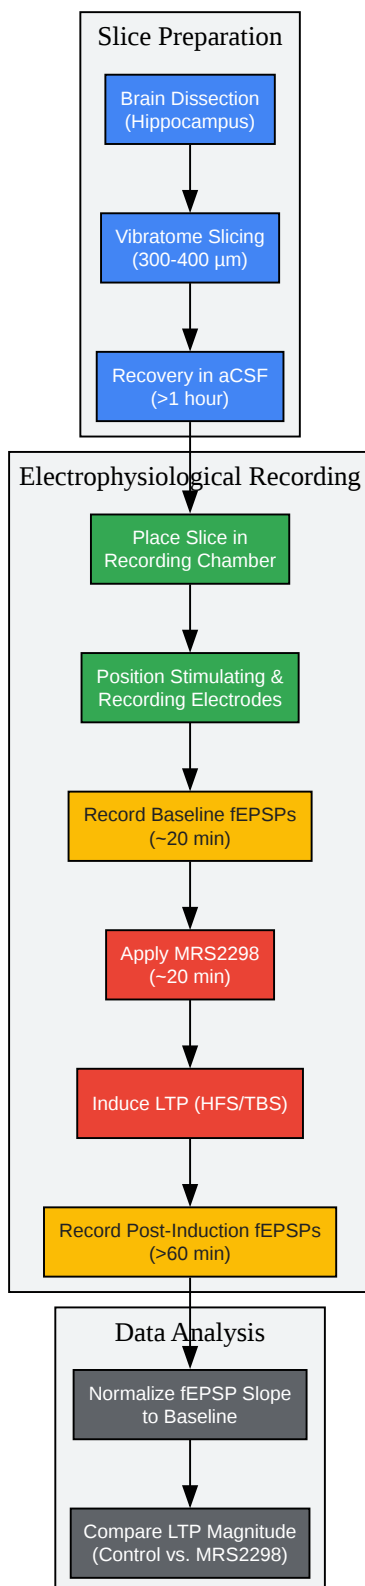 Slice Preparation
Brain Dissection
(Hippocampus)
Vibratome Slicing
(300-400 µm)
Recovery in aCSF
(>1 hour)
Electrophysiological Recording
Place Slice in
Recording Chamber
Position Stimulating &
Recording Electrodes
Record Baseline fEPSPs
(~20 min)
Apply MRS2298
(~20 min)
Induce LTP (HFS/TBS)
Record Post-Induction fEPSPs
(>60 min)
Data Analysis
Normalize fEPSP Slope
to Baseline
Compare LTP Magnitude
(Control vs. MRS2298)